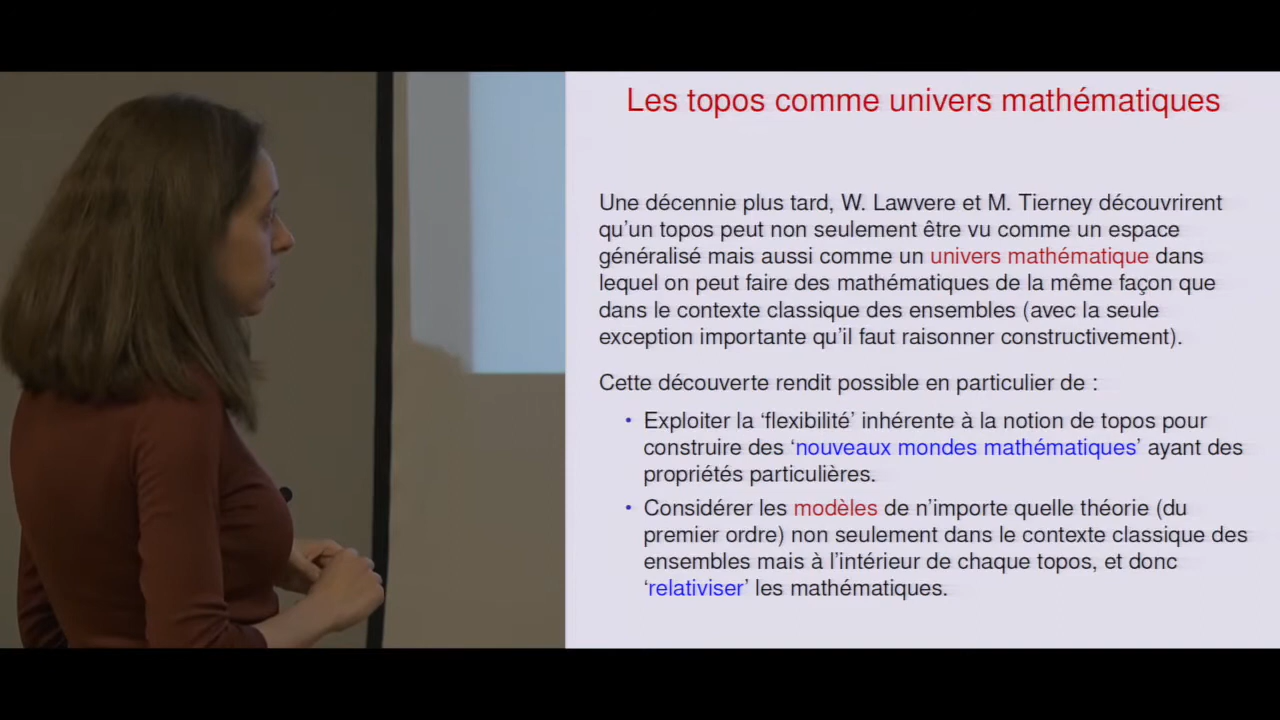 Les topos comme univers mathématiques
Une décennie plus tard, W. Lawvere et M. Tierney découvrirent
qu'un topos peut non seulement être vu comme un espace
généralisé mais aussi comme un univers mathématique dans
lequel on peut faire des mathématiques de la même façon que
dans le contexte classique des ensembles (avec la seule
exception importante qu'il faut raisonner constructivement).
Cette découverte rendit possible en particulier de :
• Exploiter la 'flexibilité' inhérente à la notion de topos pour
construire des 'nouveaux mondes mathématiques' ayant des
propriétés particulières.
• Considérer les modèles de n'importe quelle théorie (du
premier ordre) non seulement dans le contexte classique des
ensembles mais à l'intérieur de chaque topos, et donc
'relativiser' les mathématiques.